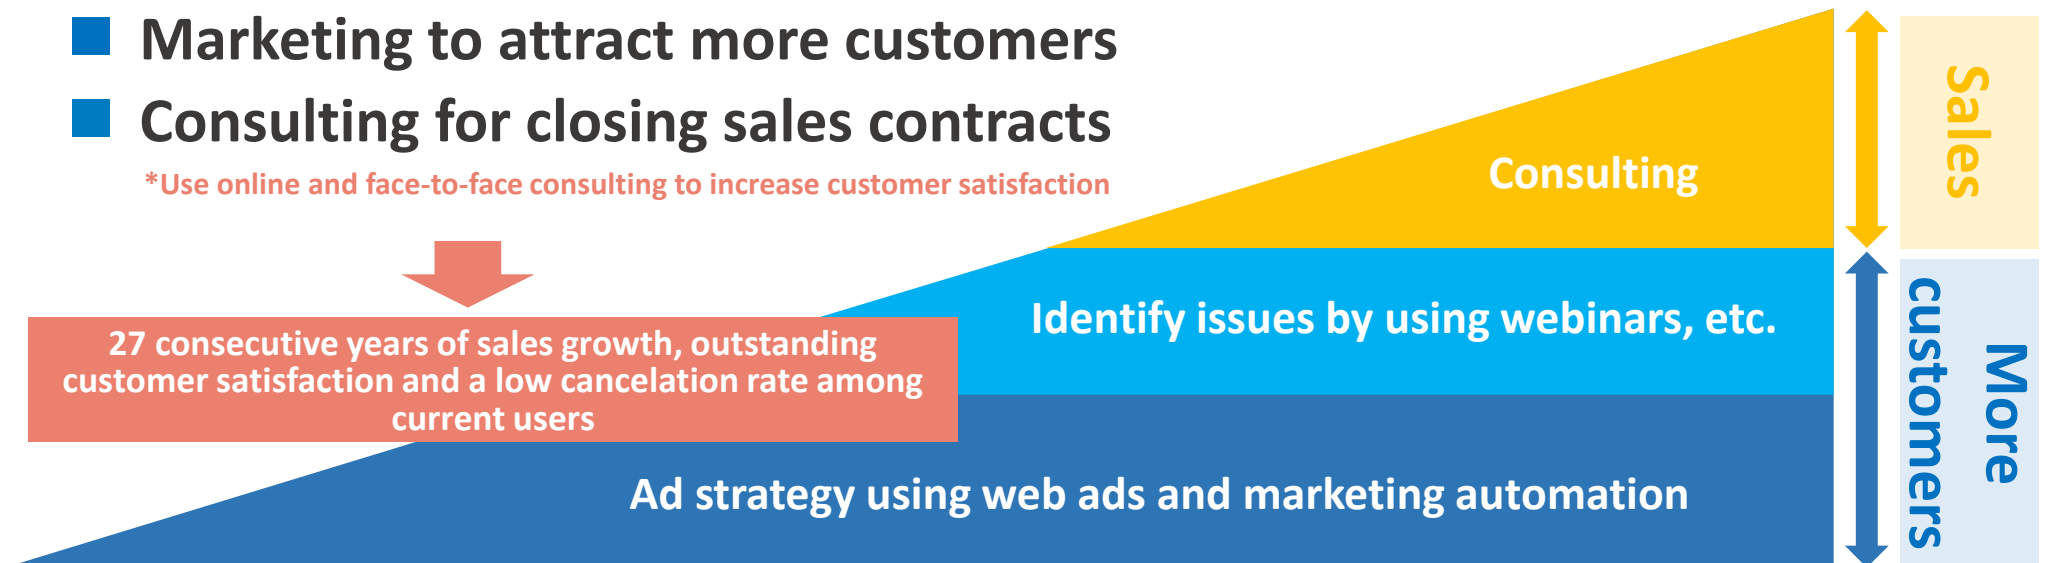 Marketing to attract more customers
Consulting for closing sales contracts
*Use online and face-to-face consulting to increase customer satisfaction
27 consecutive years of sales growth, outstanding
customer satisfaction and a low cancelation rate among
current users
Consulting
Identify issues by using webinars, etc.
Ad strategy using web ads and marketing automation
Sales
More
customers